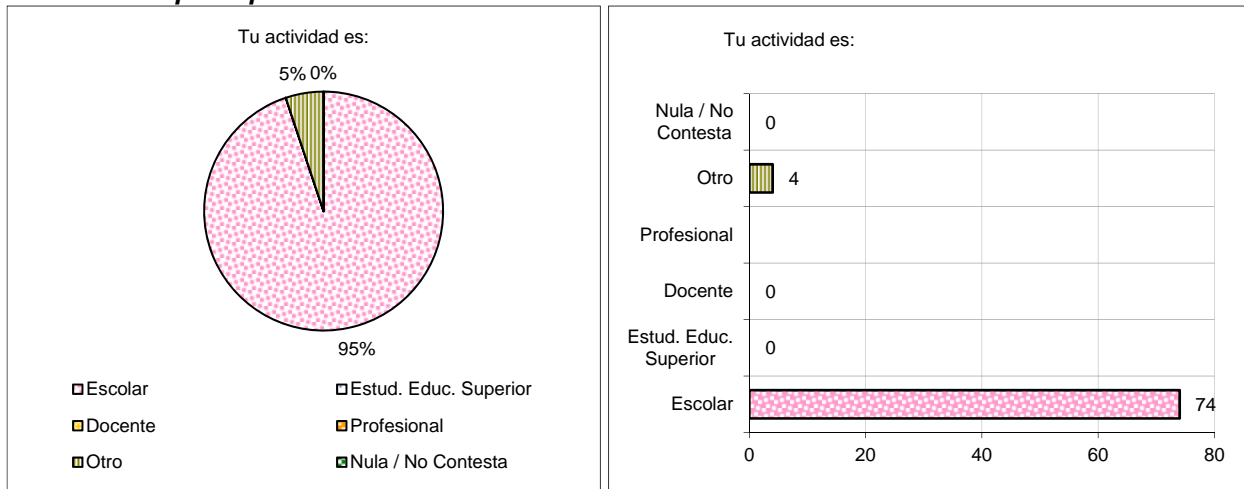 Tu actividad es:
5% 0%
95%
Escolar
Estud. Educ. Superior
Docente
Profesional
Otro
Nula / No Contesta
Tu actividad es:
Nula / No
Contesta
0
Otro
4
Profesional
Docente
0
Estud. Educ.
Superior
0
Escolar
74
0 20 40 60 80